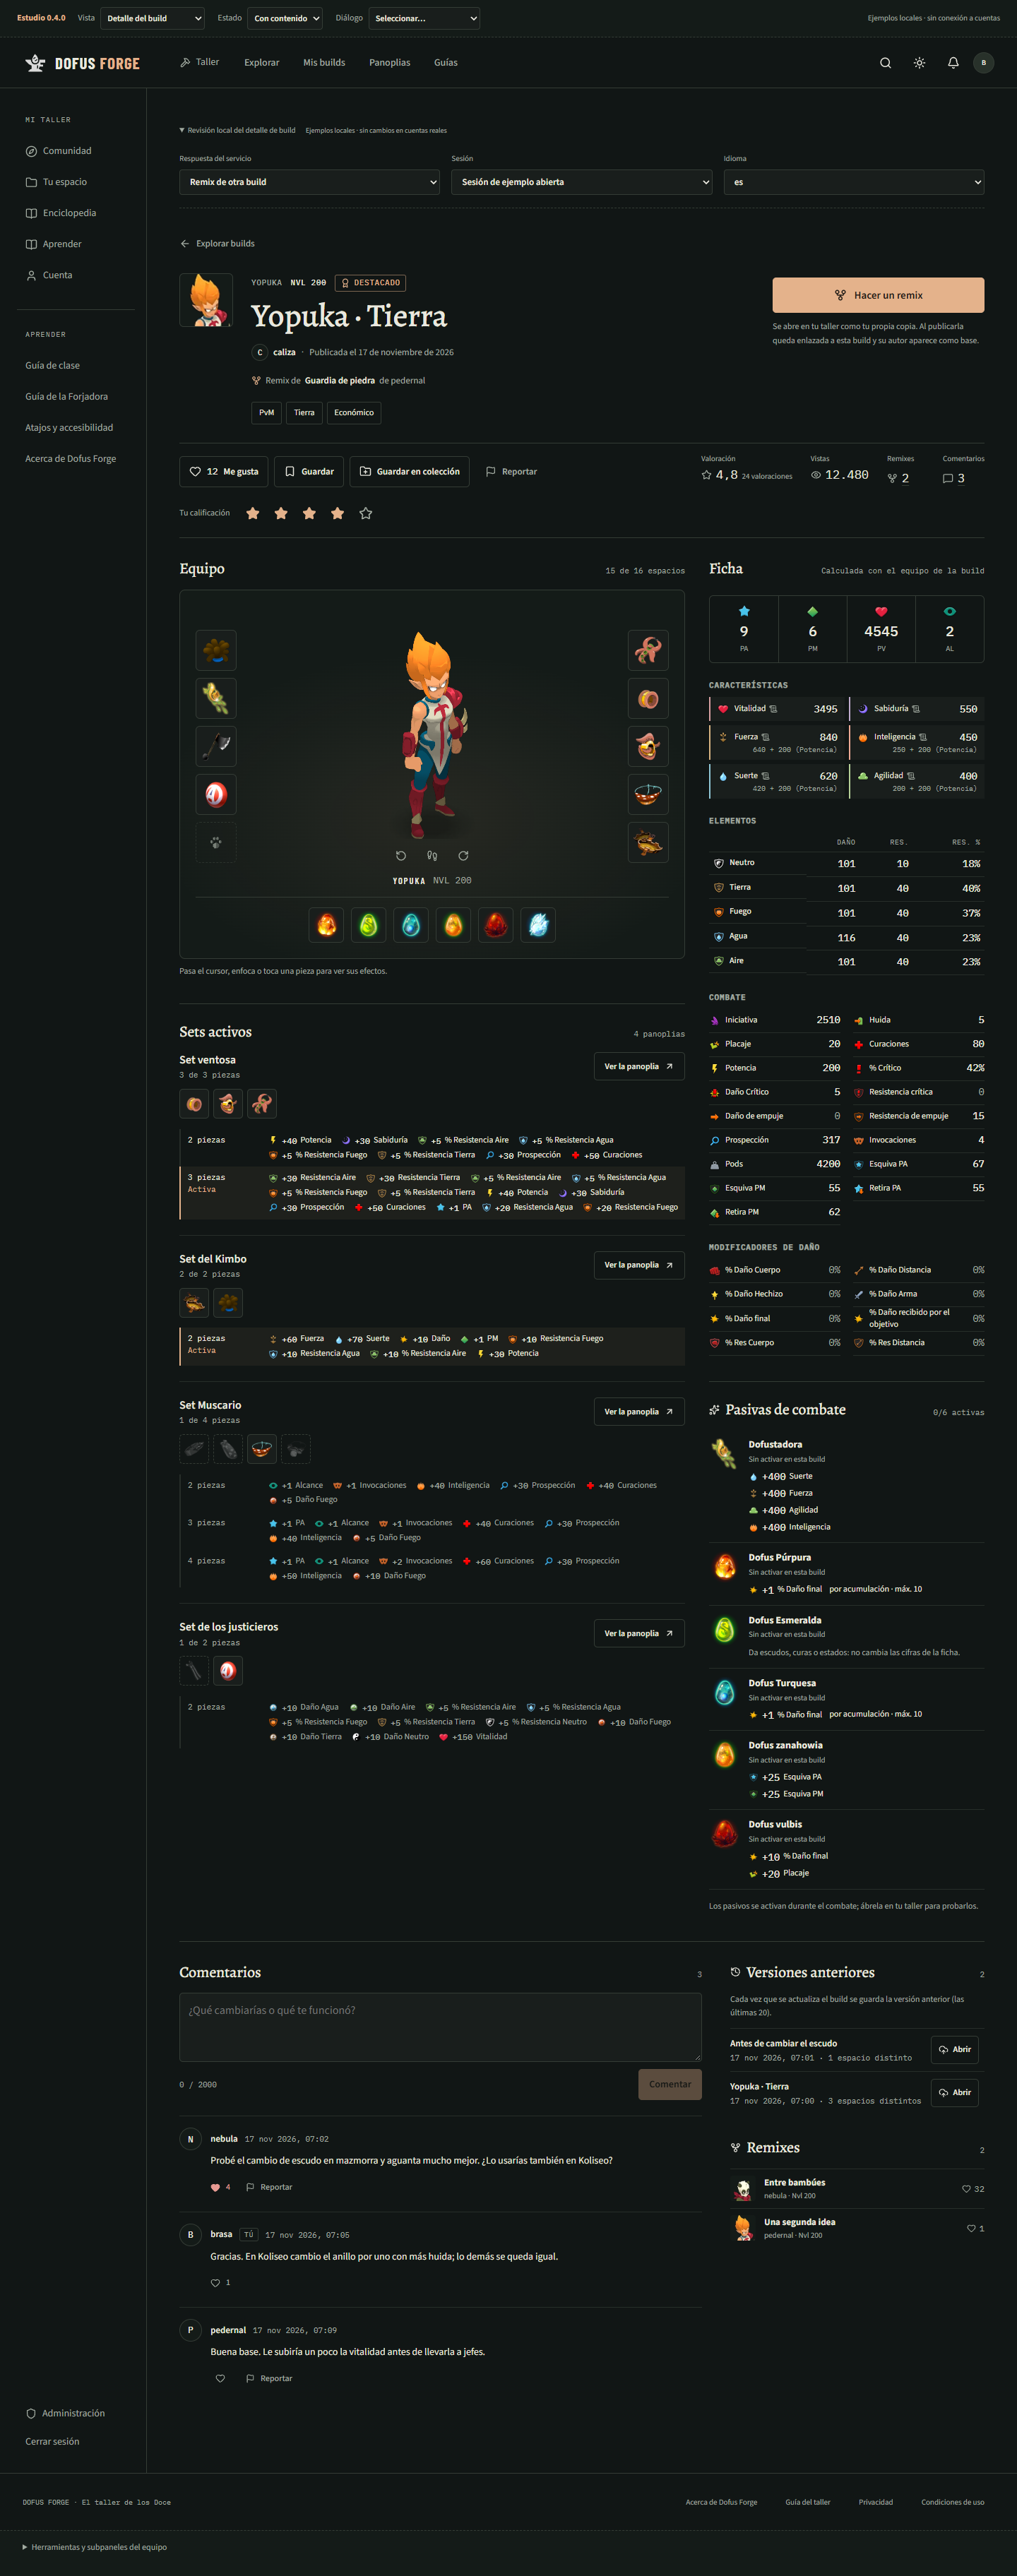 Estudio 0.4.0 Vista Detalle del build Estado Con contenido Diálogo Seleccionar... Ejemplos locales · sin conexión a cuentas
DOFUS FORGE Taller Explorar Mis builds Panoplias Guías B
MI TALLER
Comunidad
Tu espacio
Enciclopedia
Aprender
Cuenta
APRENDER
Guía de clase
Guía de la Forjadora
Atajos y accesibilidad
Acerca de Dofus Forge
Administración
Cerrar sesión
▼ Revisión local del detalle de build Ejemplos locales · sin cambios en cuentas reales
Respuesta del servicio Sesión Idioma
Remix de otra build Sesión de ejemplo abierta es
Explorar builds
YOPUKA NVL 200 DESTACADO
Yopuka · Tierra
C caliza · Publicada el 17 de noviembre de 2026
Remix de Guardia de piedra de pedernal
PvM Tierra Económico
Hacer un remix
Se abre en tu taller como tu propia copia. Al publicarla
queda enlazada a esta build y su autor aparece como base.
12 Me gusta Guardar Guardar en colección Reportar
Valoración Vistas Remixes Comentarios
4,8 24 valoraciones 12.480 2 3
Tu calificación
Equipo 15 de 16 espacios
YOPUKA NVL 200
Pasa el cursor, enfoca o toca una pieza para ver sus efectos.
Sets activos 4 panoplias
Set ventosa Ver la panoplia
3 de 3 piezas
2 piezas +40 Potencia +30 Sabiduría +5 % Resistencia Aire +5 % Resistencia Agua
+5 % Resistencia Fuego +5 % Resistencia Tierra +30 Prospección +50 Curaciones
3 piezas +30 Resistencia Aire +30 Resistencia Tierra +5 % Resistencia Aire +5 % Resistencia Agua
Activa +5 % Resistencia Fuego +5 % Resistencia Tierra +40 Potencia +30 Sabiduría
+30 Prospección +50 Curaciones +1 PA +20 Resistencia Agua +20 Resistencia Fuego
Set del Kimbo Ver la panoplia
2 de 2 piezas
2 piezas +60 Fuerza +70 Suerte +10 Daño +1 PM +10 Resistencia Fuego
Activa +10 Resistencia Agua +10 % Resistencia Aire +30 Potencia
Set Muscario Ver la panoplia
1 de 4 piezas
2 piezas +1 Alcance +1 Invocaciones +40 Inteligencia +30 Prospección +40 Curaciones
+5 Daño Fuego
3 piezas +1 PA +1 Alcance +1 Invocaciones +40 Curaciones +30 Prospección
+40 Inteligencia +5 Daño Fuego
4 piezas +1 PA +1 Alcance +2 Invocaciones +60 Curaciones +30 Prospección
+50 Inteligencia +10 Daño Fuego
Set de los justicieros Ver la panoplia
1 de 2 piezas
2 piezas +10 Daño Agua +10 Daño Aire +5 % Resistencia Aire +5 % Resistencia Agua
+5 % Resistencia Fuego +5 % Resistencia Tierra +5 % Resistencia Neutro +10 Daño Fuego
+10 Daño Tierra +10 Daño Neutro +150 Vitalidad
Ficha Calculada con el equipo de la build
9 6 4545 2
PA PM PV AL
CARACTERÍSTICAS
Vitalidad 3495 Sabiduría 550
Fuerza 840 Inteligencia 450
640 + 200 (Potencia) 250 + 200 (Potencia)
Suerte 620 Agilidad 400
420 + 200 (Potencia) 200 + 200 (Potencia)
ELEMENTOS
DAÑO RES. RES. %
Neutro 101 10 18%
Tierra 101 40 40%
Fuego 101 40 37%
Agua 116 40 23%
Aire 101 40 23%
COMBATE
Iniciativa 2510 Huida 5
Placaje 20 Curaciones 80
Potencia 200 % Crítico 42%
Daño Crítico 5 Resistencia crítica 0
Daño de empuje 0 Resistencia de empuje 15
Prospección 317 Invocaciones 4
Pods 4200 Esquiva PA 67
Esquiva PM 55 Retira PA 55
Retira PM 62
MODIFICADORES DE DAÑO
% Daño Cuerpo 0% % Daño Distancia 0%
% Daño Hechizo 0% % Daño Arma 0%
% Daño final 0% % Daño recibido por el objetivo 0%
% Res Cuerpo 0% % Res Distancia 0%
Pasivas de combate 0/6 activas
Dofustadora
Sin activar en esta build
+400 Suerte
+400 Fuerza
+400 Agilidad
+400 Inteligencia
Dofus Púrpura
Sin activar en esta build
+1 % Daño final por acumulación · máx. 10
Dofus Esmeralda
Sin activar en esta build
Da escudos, curas o estados: no cambia las cifras de la ficha.
Dofus Turquesa
Sin activar en esta build
+1 % Daño final por acumulación · máx. 10
Dofus zanahowia
Sin activar en esta build
+25 Esquiva PA
+25 Esquiva PM
Dofus vulbis
Sin activar en esta build
+10 % Daño final
+20 Placaje
Los pasivos se activan durante el combate; ábrela en tu taller para probarlos.
Comentarios 3
¿Qué cambiarías o qué te funcionó?
0 / 2000 Comentar
N nebula 17 nov 2026, 07:02
Probé el cambio de escudo en mazmorra y aguanta mucho mejor. ¿Lo usarías también en Koliseo?
4 Reportar
B brasa TÚ 17 nov 2026, 07:05
Gracias. En Koliseo cambio el anillo por uno con más huida; lo demás se queda igual.
1
P pedernal 17 nov 2026, 07:09
Buena base. Le subiría un poco la vitalidad antes de llevarla a jefes.
Reportar
Versiones anteriores 2
Cada vez que se actualiza el build se guarda la versión anterior (las
últimas 20).
Antes de cambiar el escudo Abrir
17 nov 2026, 07:01 · 1 espacio distinto
Yopuka · Tierra Abrir
17 nov 2026, 07:00 · 3 espacios distintos
Remixes 2
Entre bambúes 32
nebula · Nvl 200
Una segunda idea 1
pedernal · Nvl 200
DOFUS FORGE · El taller de los Doce Acerca de Dofus Forge Guía del taller Privacidad Condiciones de uso
▶ Herramientas y subpaneles del equipo